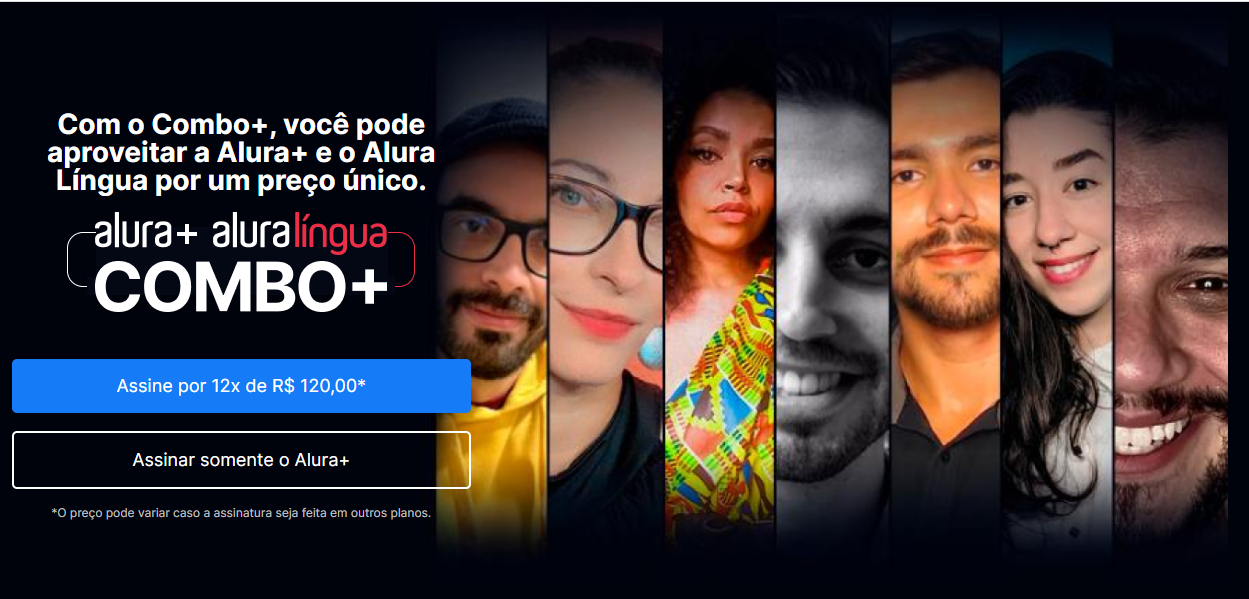 Com o Combo+, você pode
aproveitar a Alura+ e o Alura
Língua por um preço único.
alura+ aluralíngua
COMBO+
Assine por 12x de R$ 120,00*
Assinar somente o Alura+
*O preço pode variar caso a assinatura seja feita em outros planos.